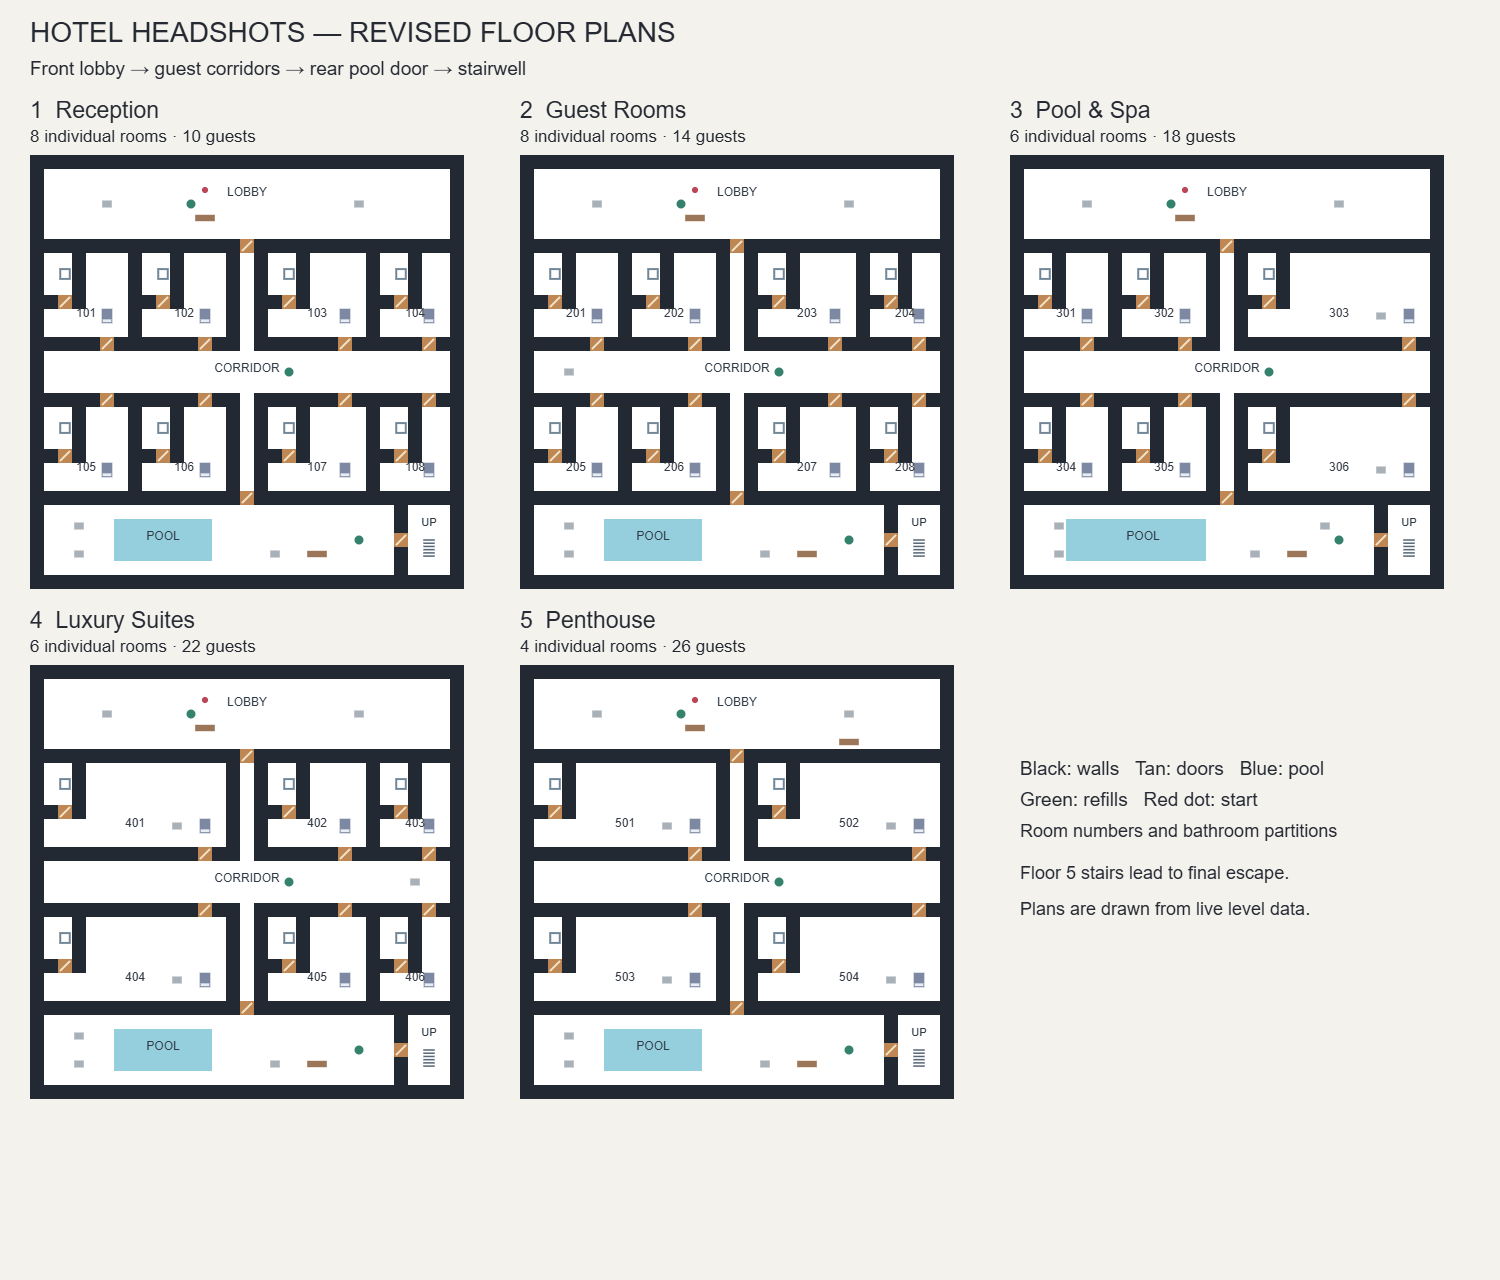 HOTEL HEADSHOTS — REVISED FLOOR PLANS
Front lobby → guest corridors → rear pool door → stairwell
1 Reception
8 individual rooms · 10 guests
LOBBY
101 102 103 104
CORRIDOR
105 106 107 108
POOL
UP
2 Guest Rooms
8 individual rooms · 14 guests
LOBBY
201 202 203 204
CORRIDOR
205 206 207 208
POOL
UP
3 Pool & Spa
6 individual rooms · 18 guests
LOBBY
301 302 303
CORRIDOR
304 305 306
POOL
UP
4 Luxury Suites
6 individual rooms · 22 guests
LOBBY
401 402 403
CORRIDOR
404 405 406
POOL
UP
5 Penthouse
4 individual rooms · 26 guests
LOBBY
501 502
CORRIDOR
503 504
POOL
UP
Black: walls Tan: doors Blue: pool
Green: refills Red dot: start
Room numbers and bathroom partitions
Floor 5 stairs lead to final escape.
Plans are drawn from live level data.